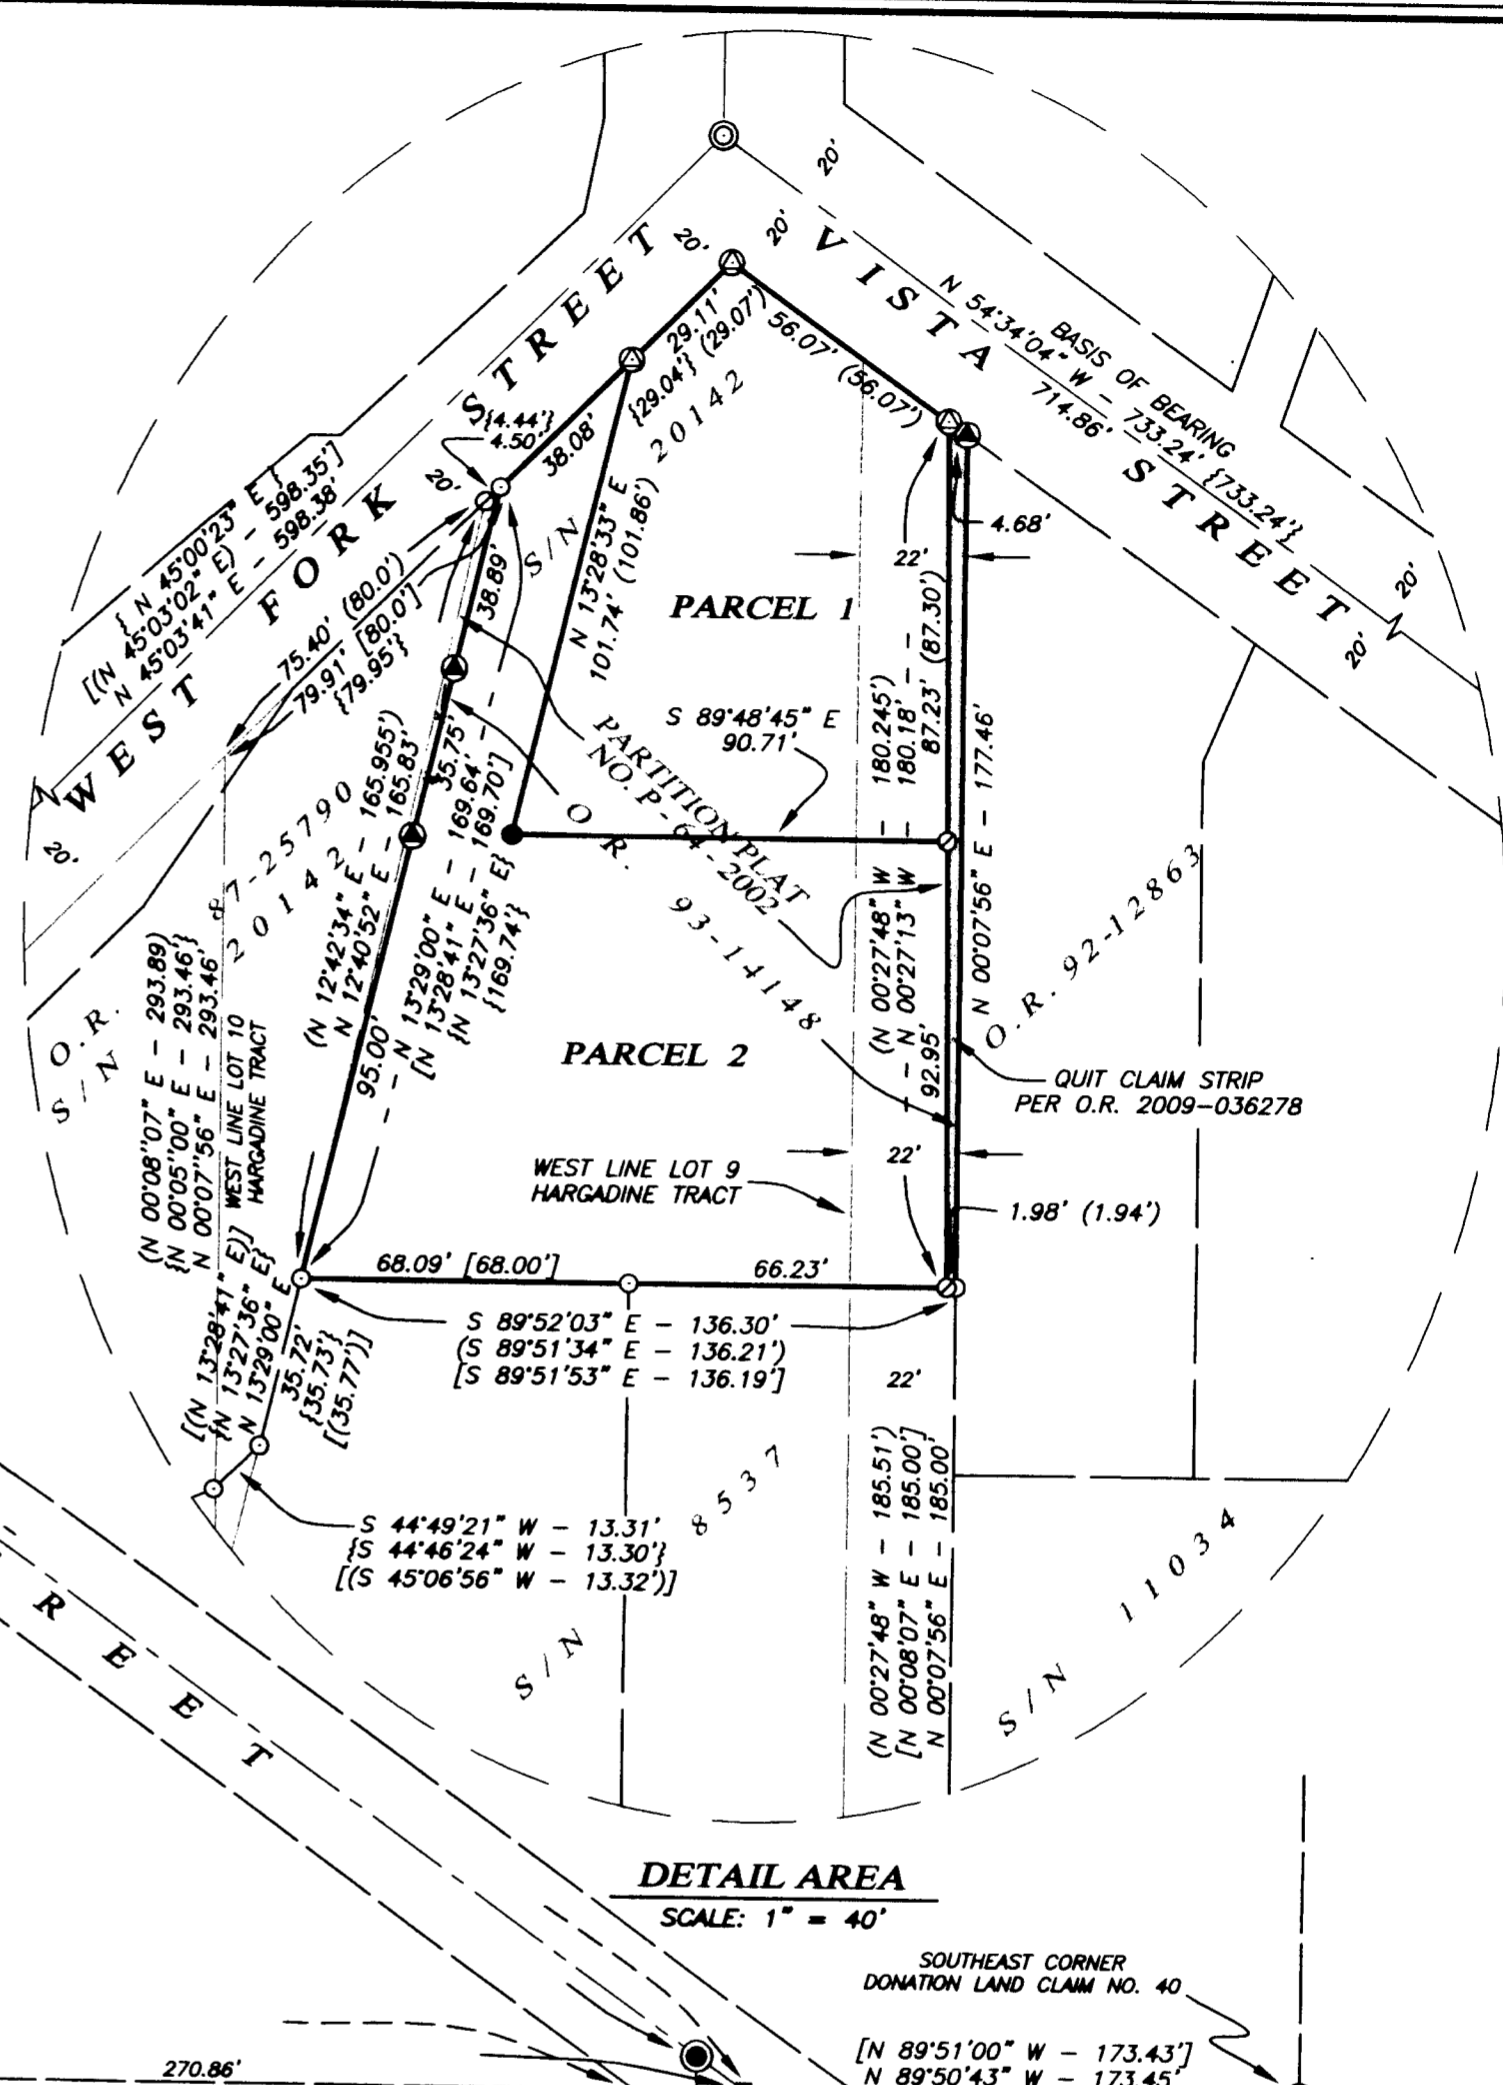 20'
20'
20'
VISTA STREET
N 54°34'04" W – 733.24' {733.24'}
BASIS OF BEARING
714.86'
20'
20'
WEST FORK STREET
20'
20'
29.11'
{29.04'} (29.07')
56.07' (56.07')
{4.44'}
4.50'
38.08'
S/N 20142
{ N 45°00'23" E }
[(N 45°03'02" E) – 598.35']
N 45°03'41" E – 598.38'
75.40' (80.0')
79.91' [80.0']
{79.95'}
38.89'
N 13°28'33" E
101.74' (101.86')
4.68'
22'
PARCEL 1
S 89°48'45" E
90.71'
(N 00°27'48" W – 180.245')
N 00°27'13" W – 180.18'
87.23' (87.30')
N 00°07'56" E – 177.46'
35.75'
PARTITION PLAT
NO. P-64-2002
O.R. 93-14148
O.R. 87-25790
S/N 20142
(N 12°42'34" E – 165.955')
N 12°40'52" E – 165.83'
N 13°29'00" E – 169.64'
[N 13°28'41" E – 169.70']
{N 13°27'36" E}
{169.74'}
95.00'
O.R. 92-12863
92.95'
PARCEL 2
QUIT CLAIM STRIP
PER O.R. 2009-036278
WEST LINE LOT 9
HARGADINE TRACT
22'
1.98' (1.94')
(N 00°08"07" E – 293.89)
{N 00°05"00" E – 293.46'}
N 00°07"56" E – 293.46'
WEST LINE LOT 10
HARGADINE TRACT
68.09' [68.00']
66.23'
S 89°52'03" E – 136.30'
(S 89°51'34" E – 136.21')
[S 89°51'53" E – 136.19']
22'
[(N 13°28'41" E)]
{N 13°27'36" E}
N 13°29'00" E
35.72'
{35.73'}
[(35.77')]
S 44°49'21" W – 13.31'
{S 44°46'24" W – 13.30'}
[(S 45°06'56" W – 13.32')]
S/N 8537
(N 00°27'48" W – 185.51')
[N 00°08'07" E – 185.00']
N 00°07'56" E – 185.00'
S/N 11034
REET
DETAIL AREA
SCALE: 1" = 40'
SOUTHEAST CORNER
DONATION LAND CLAIM NO. 40
[N 89°51'00" W – 173.43']
N 89°50'43" W – 173.45'
270.86'